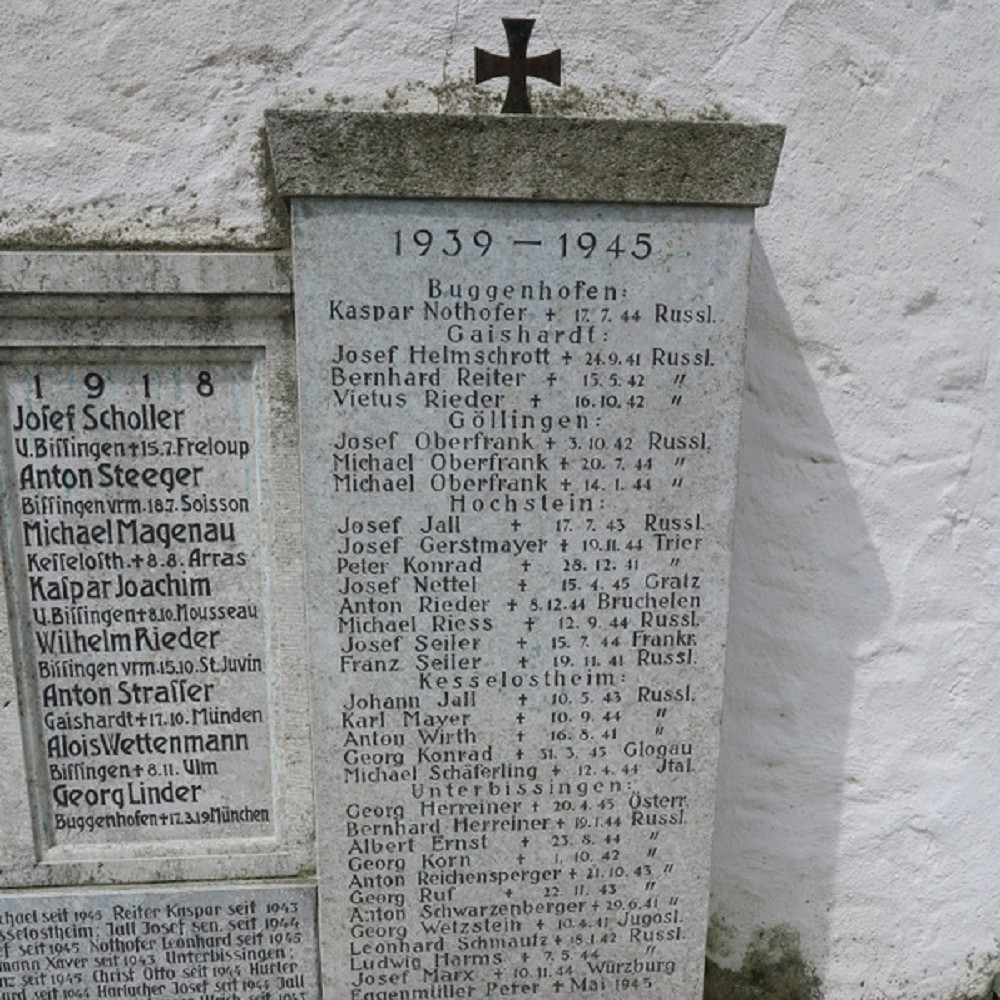 1918
Joſef Scholler
U.Biſſingen+15.7.Freloup
Anton Steeger
Biſſingen vrm.18.7. Soisson
Michael Magenau
Keſſeloſth.+8.8. Arras
Kaſpar Joachim
U.Biſſingen+8.10.Mousseau
Wilhelm Rieder
Biſſingen vrm.15.10.St.Juvin
Anton Straſſer
Gaishardt+17.10. Münden
Alois Wettenmann
Biſſingen+8.11. Ulm
Georg Linder
Buggenhofen+17.3.19München
seit 1945 Reiter Kaspar seit 1943
Jall Josef sen. seit 1944
seit 1945 Nothofer Leonhard seit 1945
Xaver seit 1943 Unterbissingen:
seit 1945 Christ Otto seit 1944 Hurler
seit 1944 Harlacher Josef seit 1944 Jall
1939 – 1945
Buggenhofen:
Kaspar Nothofer + 17. 7. 44 Russl.
Gaishardt:
Josef Helmschrott + 24.9.41 Russl.
Bernhard Reiter + 15. 5. 42 "
Vietus Rieder + 16.10. 42 "
Göllingen:
Josef Oberfrank + 3. 10. 42 Russl.
Michael Oberfrank + 20. 7. 44 "
Michael Oberfrank + 14. 1. 44 "
Hochstein:
Josef Jall + 17. 7. 43 Russl.
Josef Gerstmayer + 19.11. 44 Trier
Peter Konrad + 28. 12. 41 "
Josef Nettel + 15. 4. 45 Gratz
Anton Rieder + 8.12.44 Bruchelen
Michael Riess + 12. 9. 44 Russl.
Josef Seiler + 15. 7. 44 Frankr.
Franz Seiler + 19. 11. 41 Russl.
Kesselostheim:
Johann Jall + 10. 5. 43 Russl.
Karl Mayer + 10. 9. 44 "
Anton Wirth + 16. 8. 41 "
Georg Konrad + 31. 3. 45 Glogau
Michael Schäferling + 12. 4. 44 Jtal.
Unterbissingen:
Georg Herreiner + 20. 4. 45 Österr.
Bernhard Herreiner + 19.1.44 Russl.
Albert Ernst + 23. 8. 44 "
Georg Korn + 1. 10. 42 "
Anton Reichensperger + 21.10. 43 "
Georg Ruf + 22. 11. 43 "
Anton Schwarzenberger + 29.6.41 "
Georg Wetzstein + 10.4.41 Jugosl.
Leonhard Schmautz + 18.1.42 Russl.
Ludwig Harms + 7. 5. 44 "
Josef Marx + 10. 11. 44 Würzburg
Eggenmüller Peter + Mai 1945